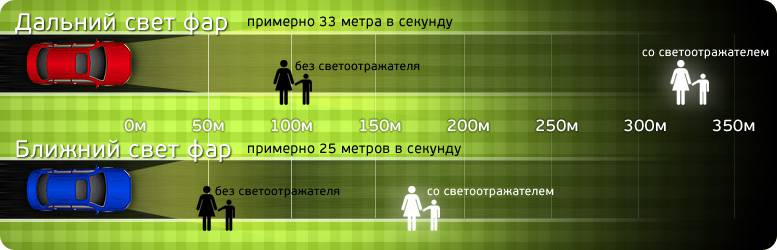 Дальний свет фар примерно 33 метра в секунду
со светоотражателем
без светоотражателя
0м 50м 100м 150м 200м 250м 300м 350м
Ближний свет фар примерно 25 метров в секунду
без светоотражателя со светоотражателем